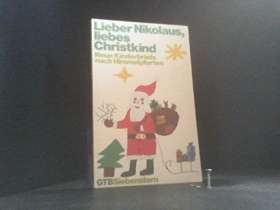 Lieber Nikolaus,
liebes
Christkind
Neue Kinderbriefe
nach Himmelpforten
GTB Siebenstern